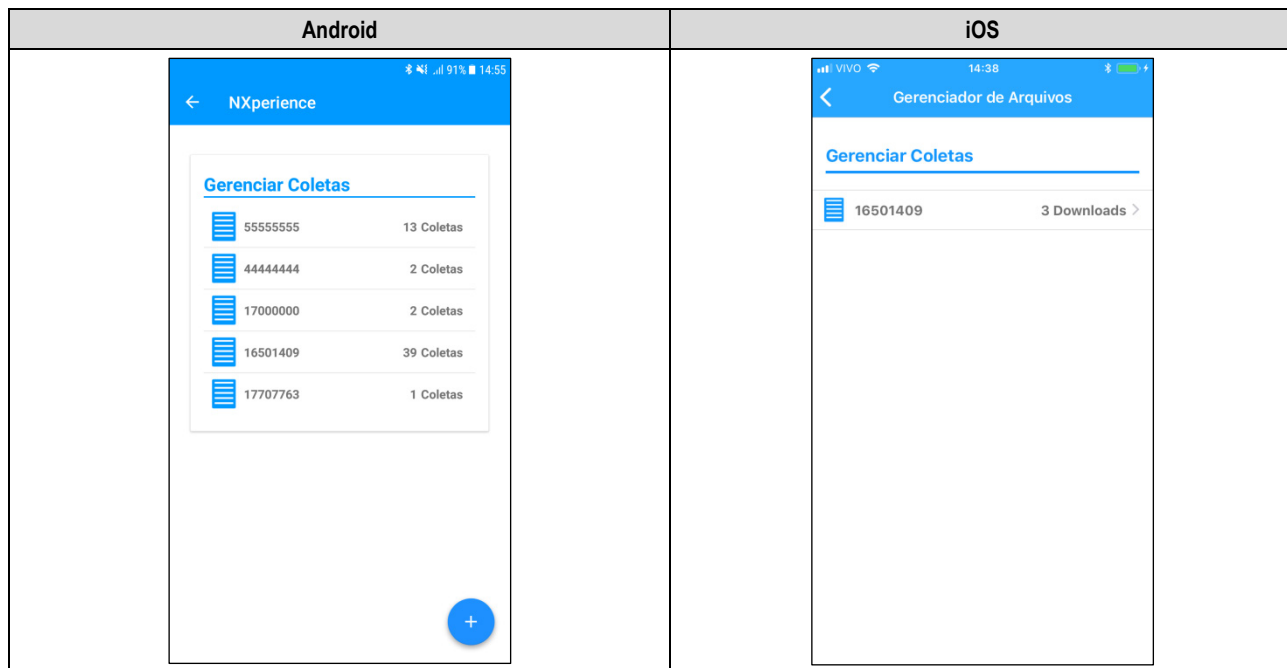 Android
iOS
91% 14:55
NXperience
Gerenciar Coletas
55555555 13 Coletas
44444444 2 Coletas
17000000 2 Coletas
16501409 39 Coletas
17707763 1 Coletas
+
VIVO 14:38
Gerenciador de Arquivos
Gerenciar Coletas
16501409 3 Downloads